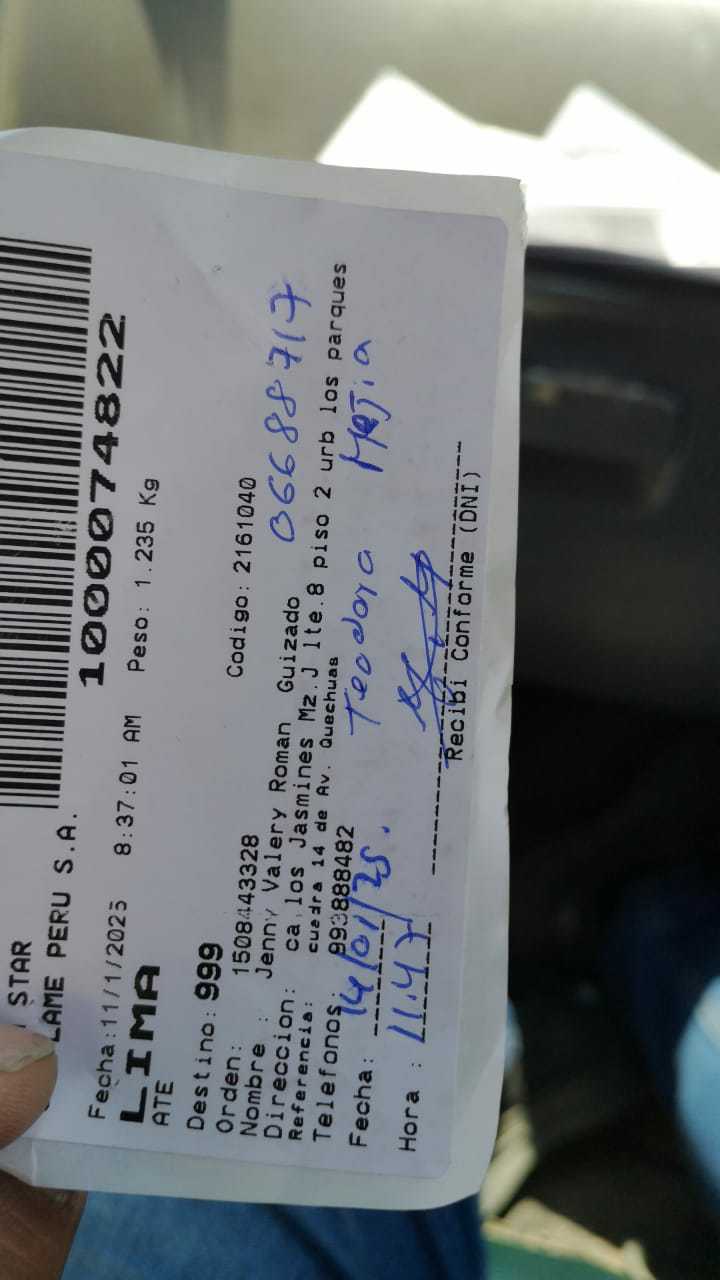 STAR
LAME PERU S.A.
1000074822
Fecha:11/1/2025 8:37:01 AM Peso: 1.235 Kg
LIMA
ATE
Destino: 999
Orden: 1508443328 Codigo: 2161040
Nombre : Jenny Valery Roman Guizado
06688717
Direccion: ca.los Jasmines Mz.J lte.8 piso 2 urb los parques
Referencia: cuadra 14 de Av. Quechuas
Telefonos: 993888482
Fecha: 14/01/25. Teodora Mejia
Hora : 11.47
Recibi Conforme (DNI)